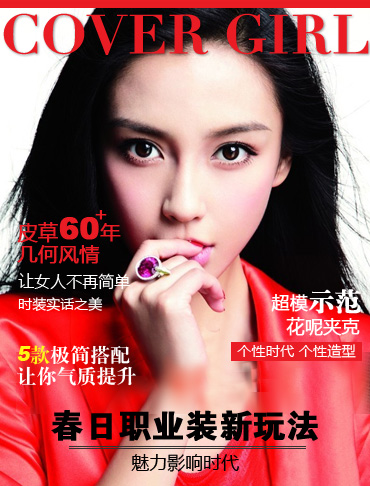 COVER GIRL
皮草60+年
几何风情
让女人不再简单
时装实话之美
超模示范
花呢夹克
个性时代 个性造型
5款极简搭配
让你气质提升
春日职业装新玩法
魅力影响时代